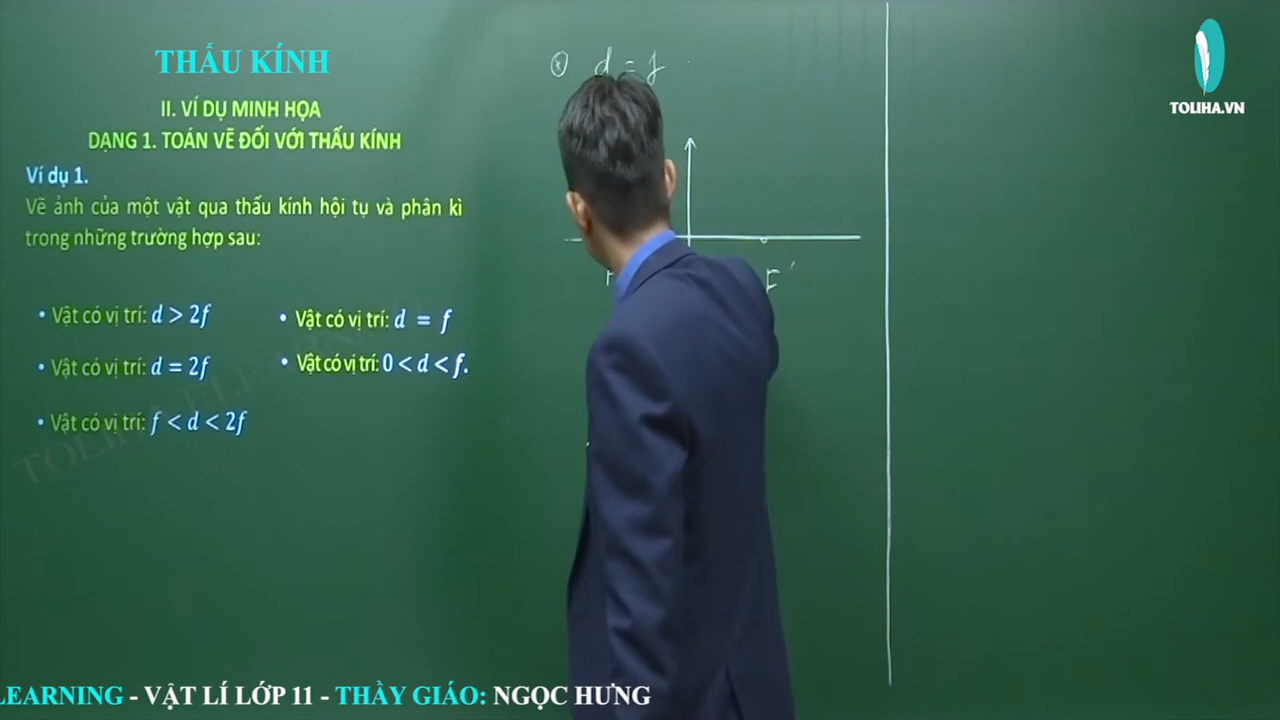 THẤU KÍNH
II. VÍ DỤ MINH HỌA
DẠNG 1. TOÁN VẼ ĐỐI VỚI THẤU KÍNH
Ví dụ 1.
Vẽ ảnh của một vật qua thấu kính hội tụ và phân kì
trong những trường hợp sau:
• Vật có vị trí: d > 2f
• Vật có vị trí: d = 2f
• Vật có vị trí: f < d < 2f
• Vật có vị trí: d = f
• Vật có vị trí: 0 < d < f.
d = f
F'
TOLIHA.VN
LEARNING - VẬT LÍ LỚP 11 - THẦY GIÁO: NGỌC HƯNG